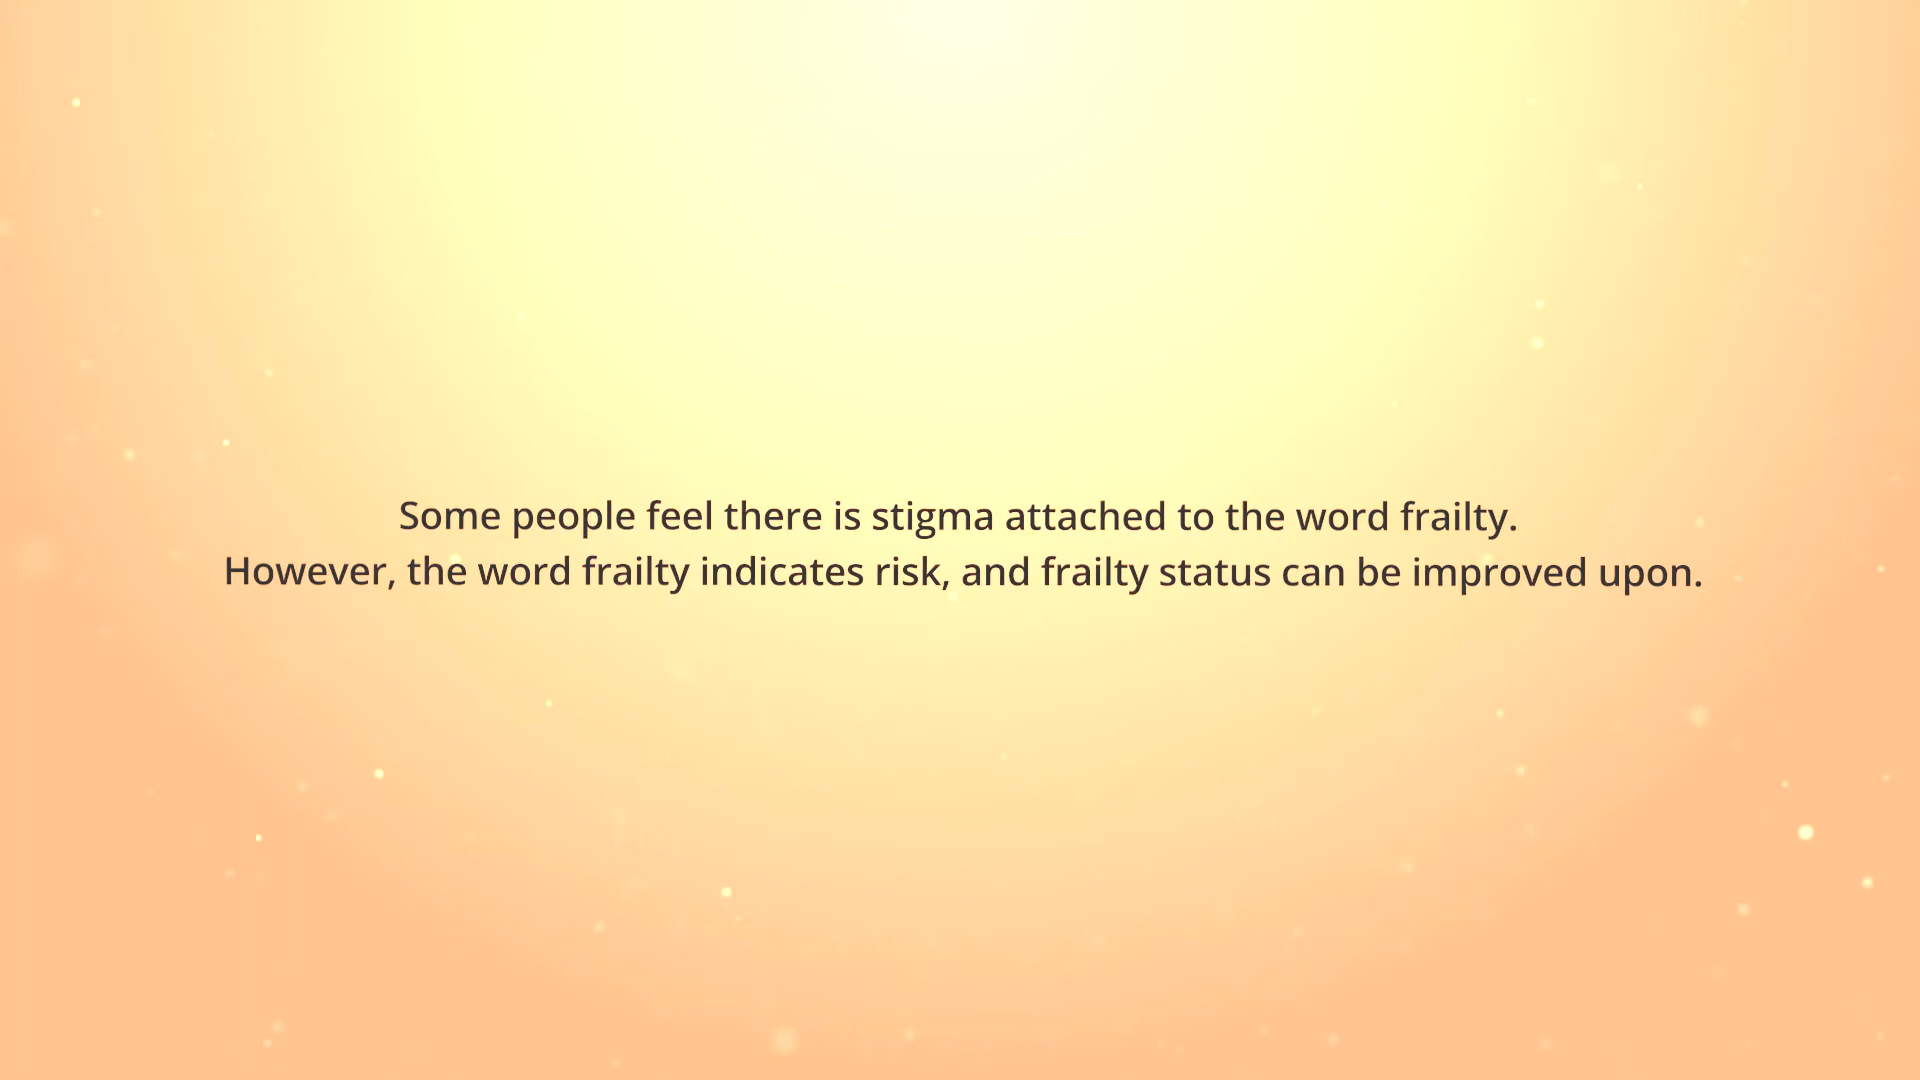 Some people feel there is stigma attached to the word frailty.
However, the word frailty indicates risk, and frailty status can be improved upon.